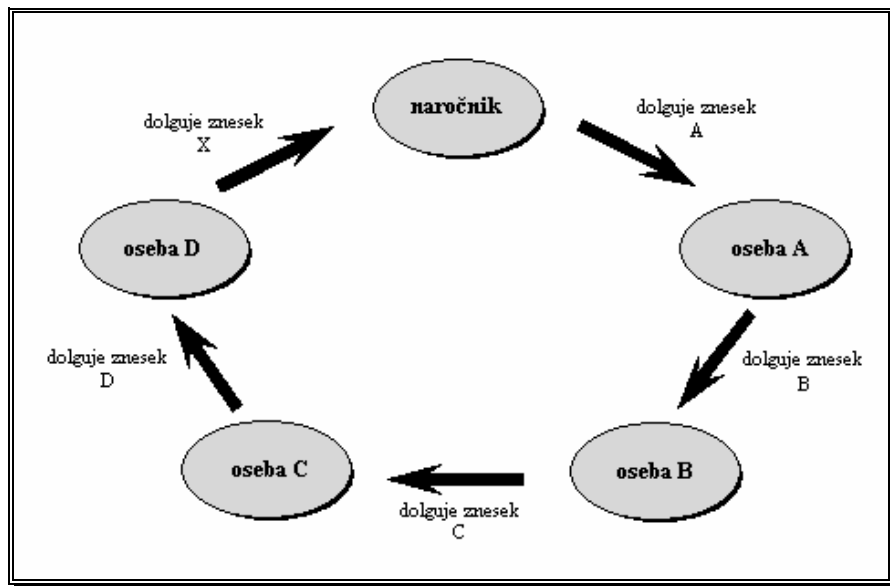 naročnik
dolguje znesek
A
oseba A
dolguje znesek
B
oseba B
dolguje znesek
C
oseba C
dolguje znesek
D
oseba D
dolguje znesek
X